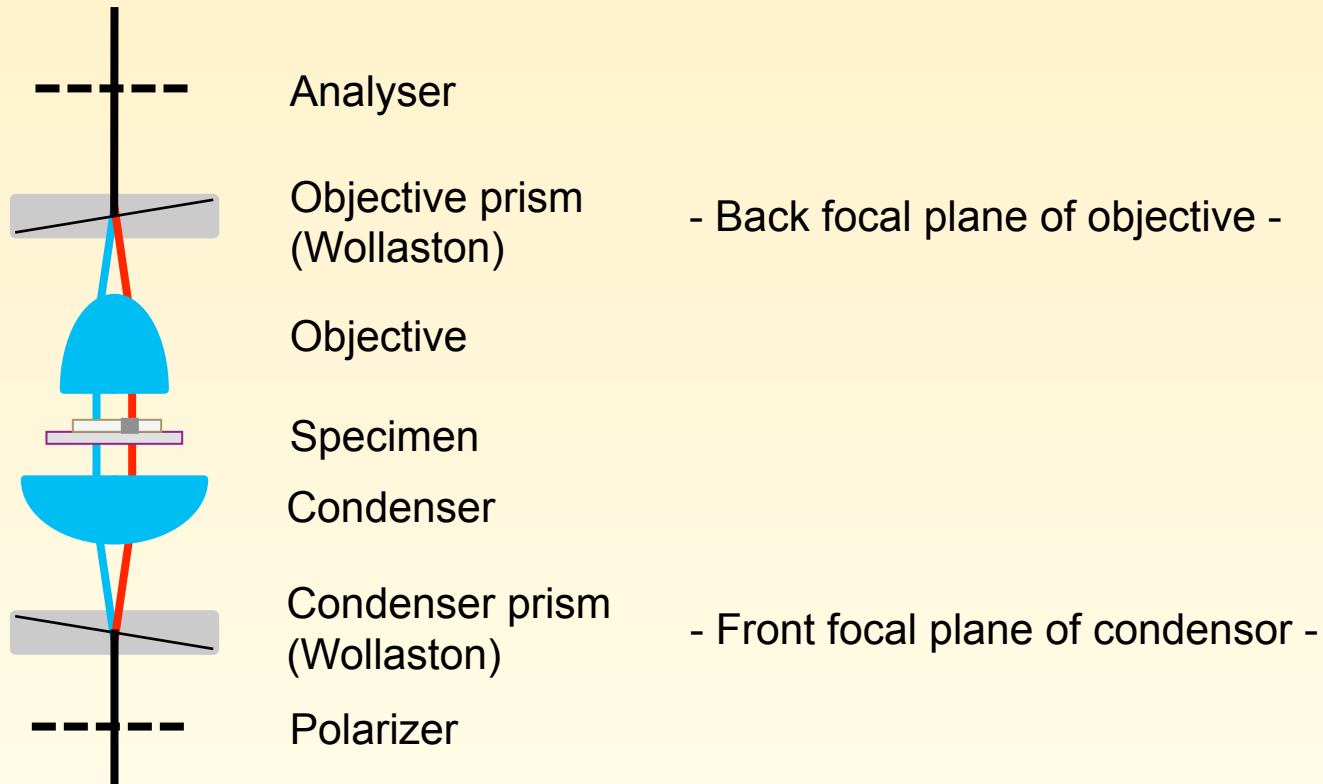 Analyser
Objective prism
(Wollaston)
- Back focal plane of objective -
Objective
Specimen
Condenser
Condenser prism
(Wollaston)
- Front focal plane of condensor -
Polarizer